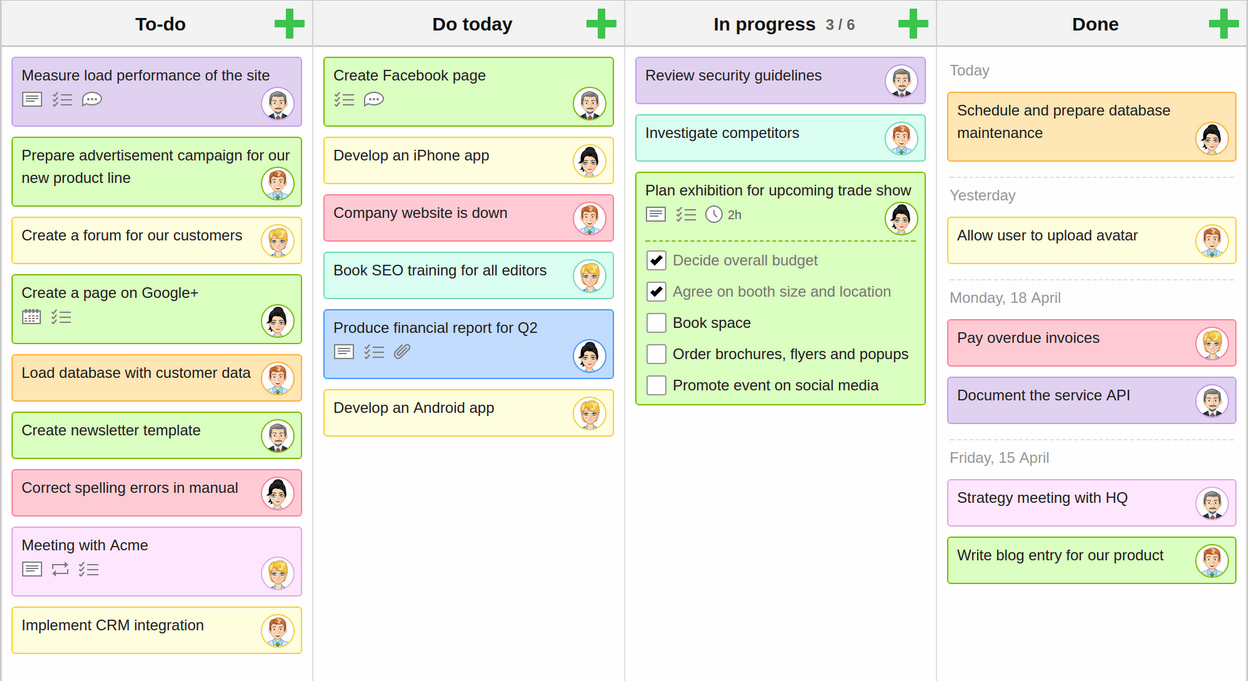 To-do
Measure load performance of the site
Prepare advertisement campaign for our
new product line
Create a forum for our customers
Create a page on Google+
Load database with customer data
Create newsletter template
Correct spelling errors in manual
Meeting with Acme
Implement CRM integration
Do today
Create Facebook page
Develop an iPhone app
Company website is down
Book SEO training for all editors
Produce financial report for Q2
Develop an Android app
In progress 3 / 6
Review security guidelines
Investigate competitors
Plan exhibition for upcoming trade show
2h
Decide overall budget
Agree on booth size and location
Book space
Order brochures, flyers and popups
Promote event on social media
Done
Today
Schedule and prepare database
maintenance
Yesterday
Allow user to upload avatar
Monday, 18 April
Pay overdue invoices
Document the service API
Friday, 15 April
Strategy meeting with HQ
Write blog entry for our product